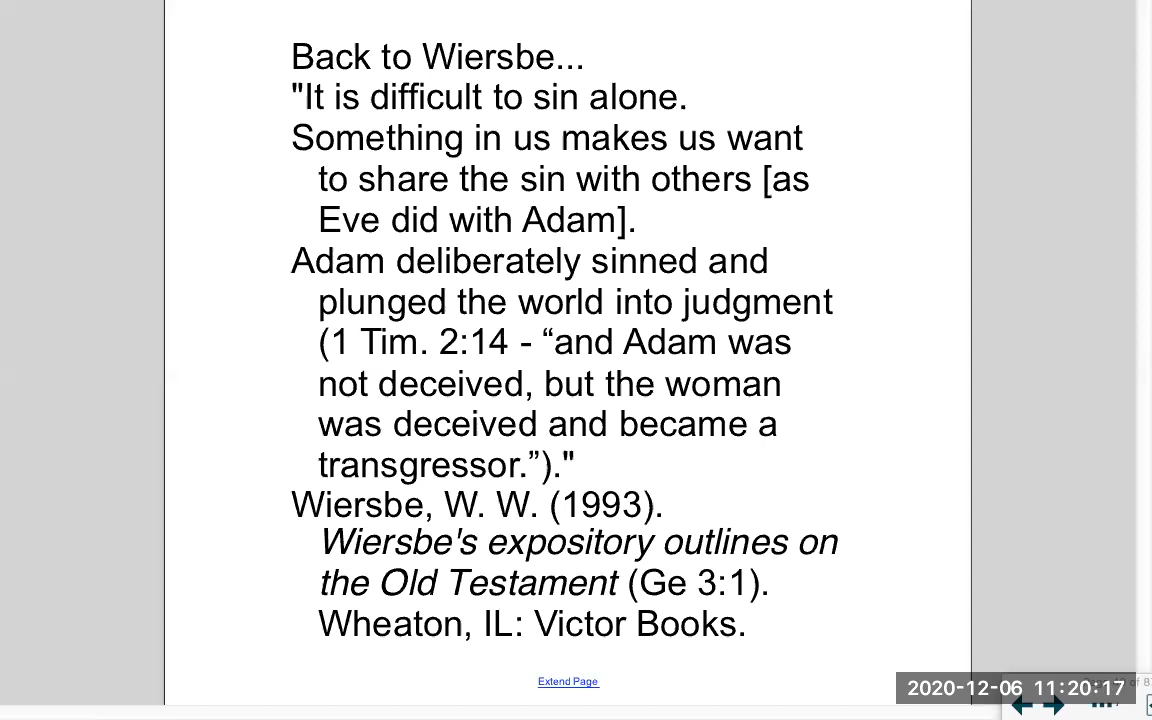 Back to Wiersbe...
"It is difficult to sin alone.
Something in us makes us want
to share the sin with others [as
Eve did with Adam].
Adam deliberately sinned and
plunged the world into judgment
(1 Tim. 2:14 - “and Adam was
not deceived, but the woman
was deceived and became a
transgressor.”)."
Wiersbe, W. W. (1993).
Wiersbe's expository outlines on
the Old Testament (Ge 3:1).
Wheaton, IL: Victor Books.
Extend Page
2020-12-06 11:20:17